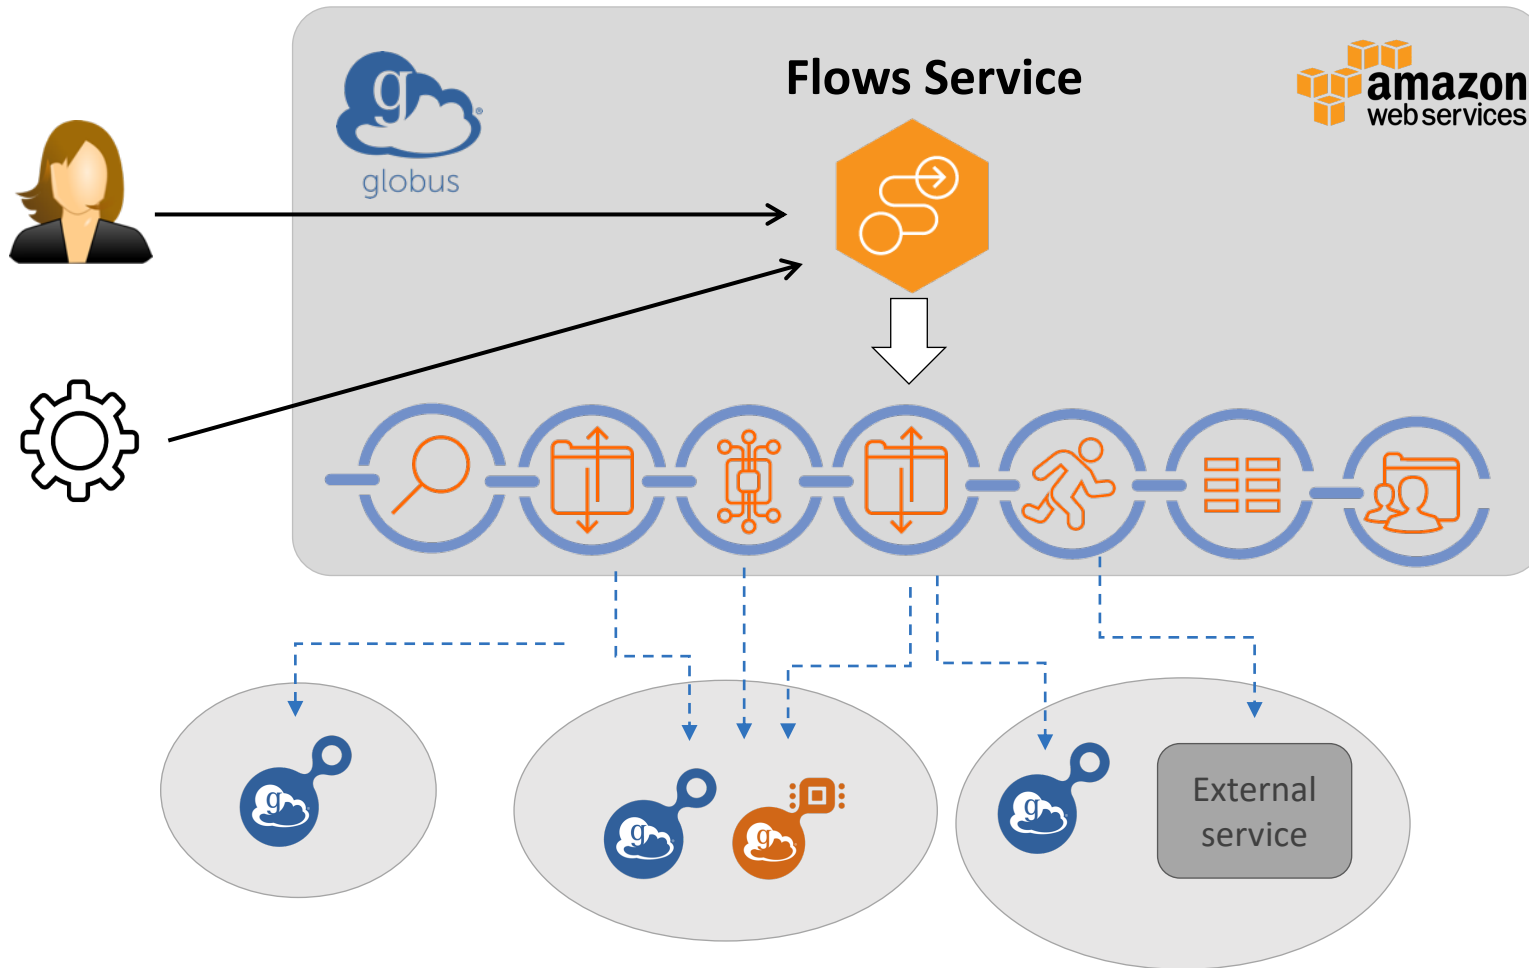 Flows Service
g
globus
amazon
web services
g
g
g
g
External
service